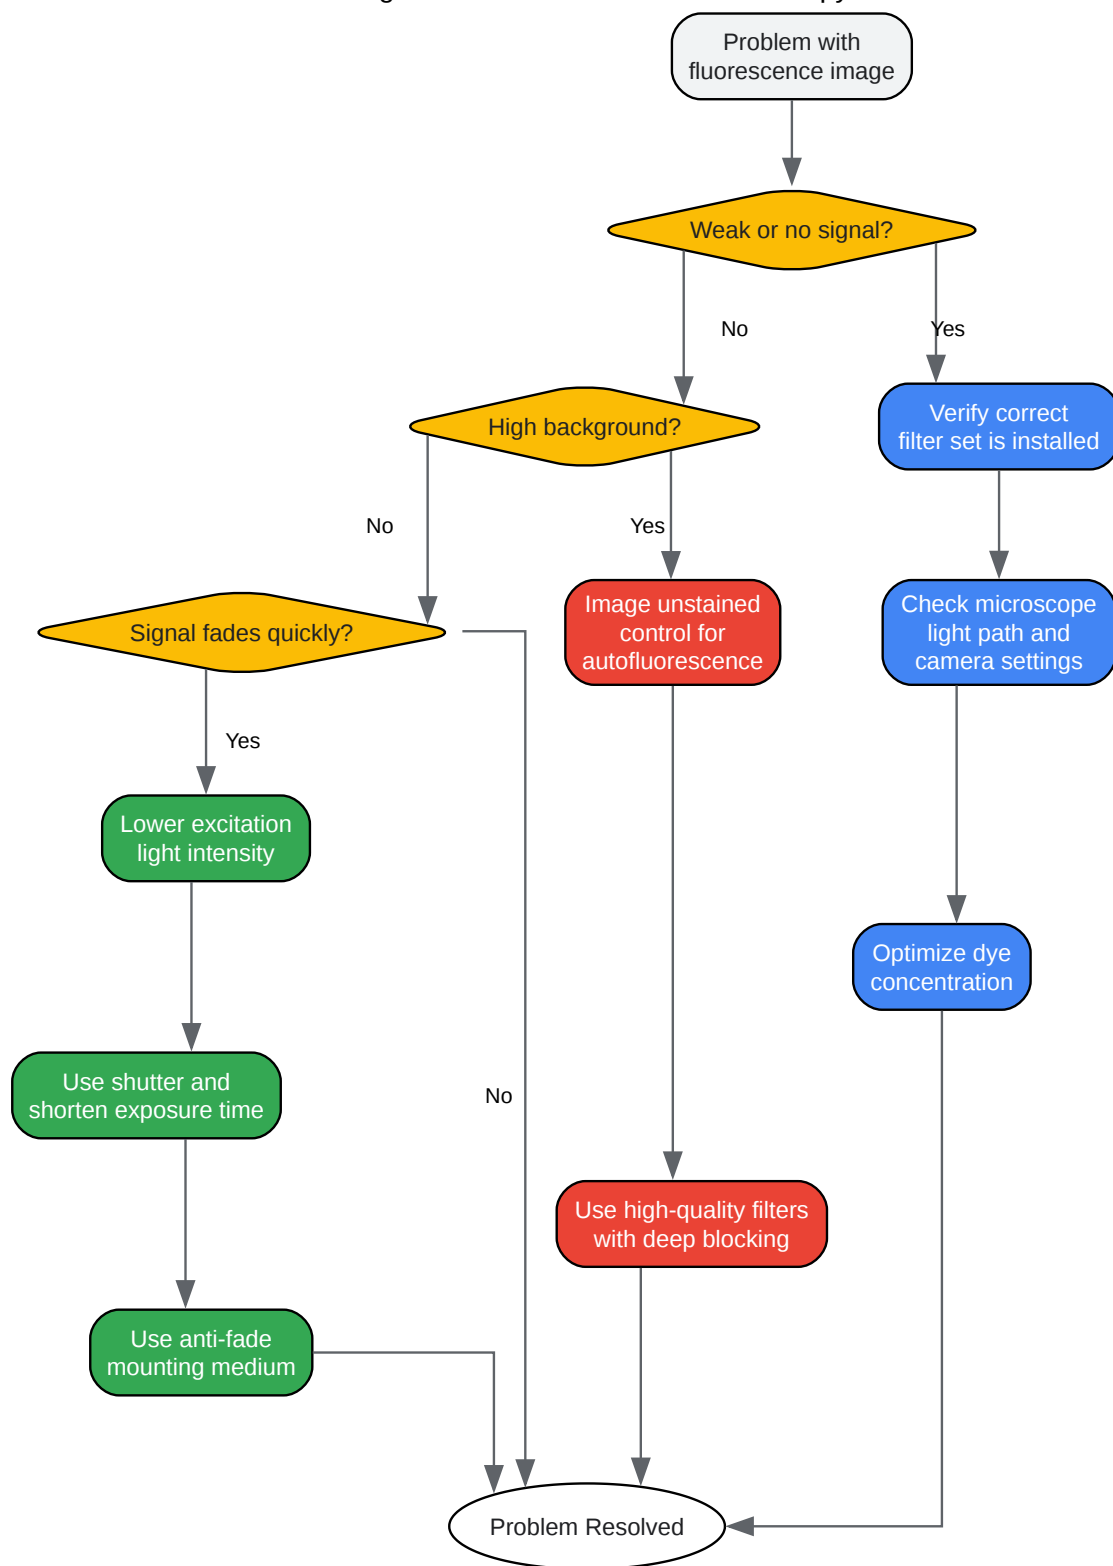 Problem with
fluorescence image
Weak or no signal?
No
Yes
High background?
Verify correct
filter set is installed
No
Yes
Signal fades quickly?
Image unstained
control for
autofluorescence
Check microscope
light path and
camera settings
Yes
Lower excitation
light intensity
Optimize dye
concentration
Use shutter and
shorten exposure time
No
Use high-quality filters
with deep blocking
Use anti-fade
mounting medium
Problem Resolved